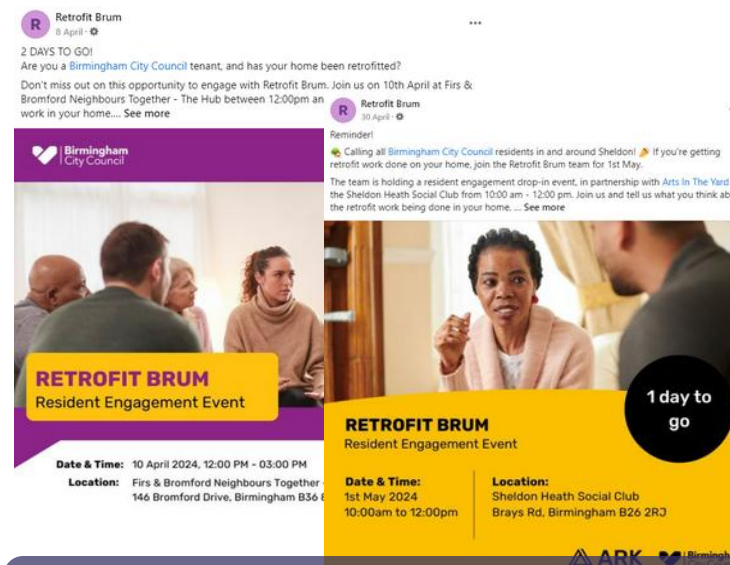 Retrofit Brum
8 April
2 DAYS TO GO!
Are you a Birmingham City Council tenant, and has your home been retrofitted?
Don't miss out on this opportunity to engage with Retrofit Brum. Join us on 10th April at Firs &
Bromford Neighbours Together - The Hub between 12:00pm an
work in your home.... See more
Birmingham
City Council
RETROFIT BRUM
Resident Engagement Event
Date & Time: 10 April 2024, 12:00 PM - 03:00 PM
Location: Firs & Bromford Neighbours Together
146 Bromford Drive, Birmingham B36
R
Retrofit Brum
30 April
Reminder!
Calling all Birmingham City Council residents in and around Sheldon! If you're getting
retrofit work done on your home, join the Retrofit Brum team for 1st May.
The team is holding a resident engagement drop-in event, in partnership with Arts In The Yard
the Sheldon Heath Social Club from 10:00 am - 12:00 pm. Join us and tell us what you think ab
the retrofit work being done in your home, ... See more
1 day to
go
RETROFIT BRUM
Resident Engagement Event
Date & Time:
1st May 2024
10:00am to 12:00pm
Location:
Sheldon Heath Social Club
Brays Rd, Birmingham B26 2RJ
ARK